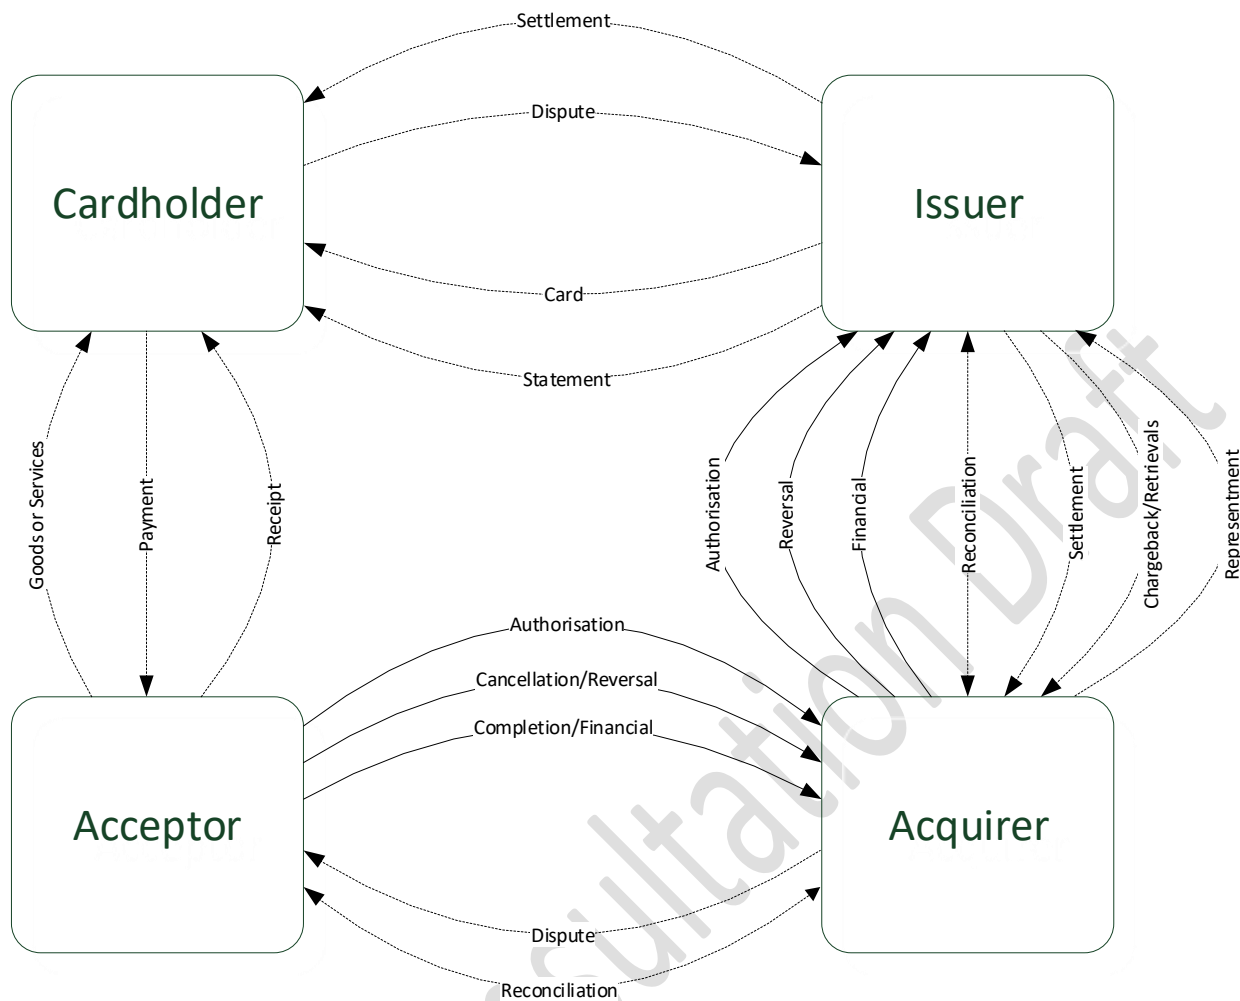 Settlement
Dispute
Cardholder
Issuer
Card
Statement
Goods or Services
Payment
Receipt
Authorisation
Reversal
Financial
Reconciliation
Settlement
Chargeback/Retrievals
Representment
Authorisation
Cancellation/Reversal
Completion/Financial
Acceptor
Acquirer
Dispute
Reconciliation
sultation Draft